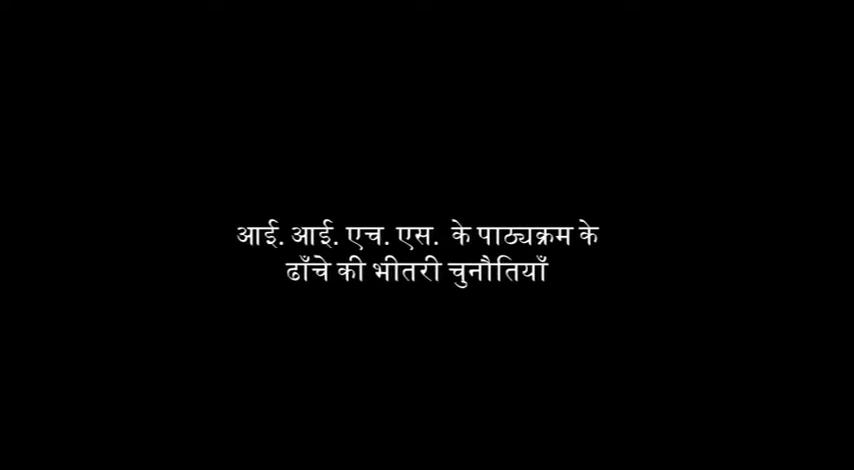 आई. आई. एच. एस. के पाठ्यक्रम के
ढाँचे की भीतरी चुनौतियाँ